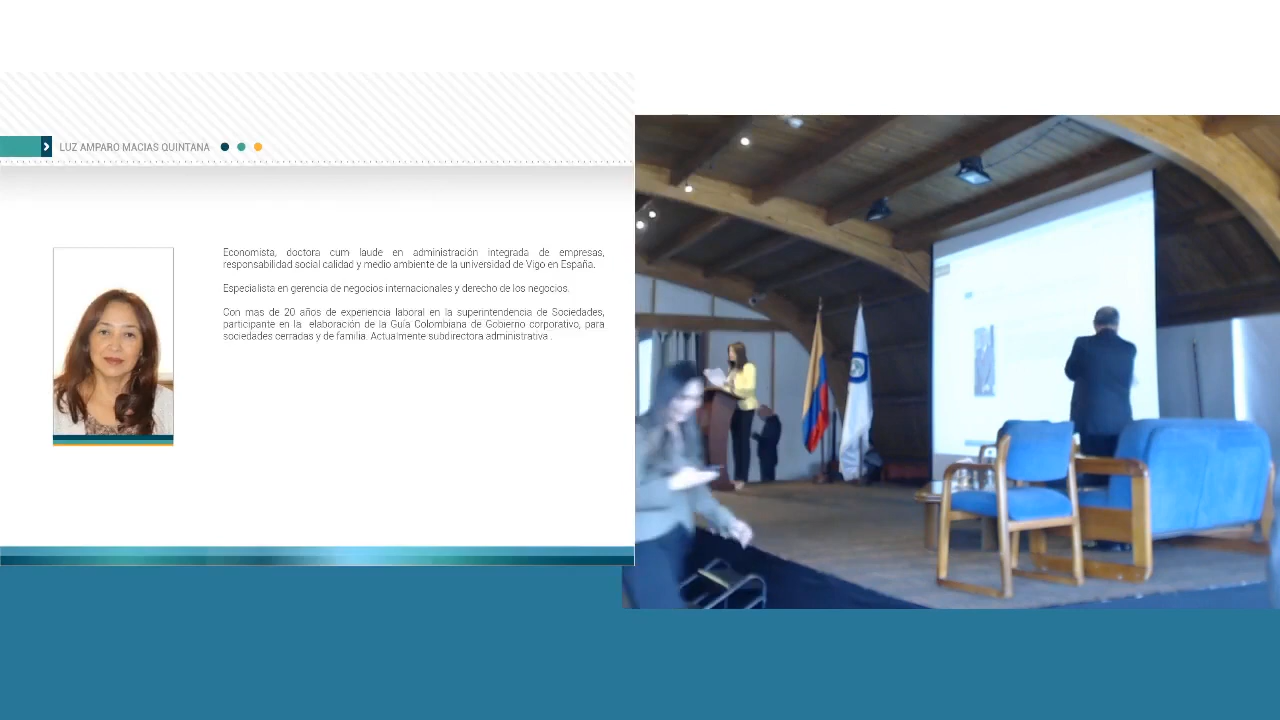 LUZ AMPARO MACIAS QUINTANA
Economista, doctora cum laude en administración integrada de empresas,
responsabilidad social calidad y medio ambiente de la universidad de Vigo en España.
Especialista en gerencia de negocios internacionales y derecho de los negocios.
Con mas de 20 años de experiencia laboral en la superintendencia de Sociedades,
participante en la elaboración de la Guía Colombiana de Gobierno corporativo, para
sociedades cerradas y de familia. Actualmente subdirectora administrativa .